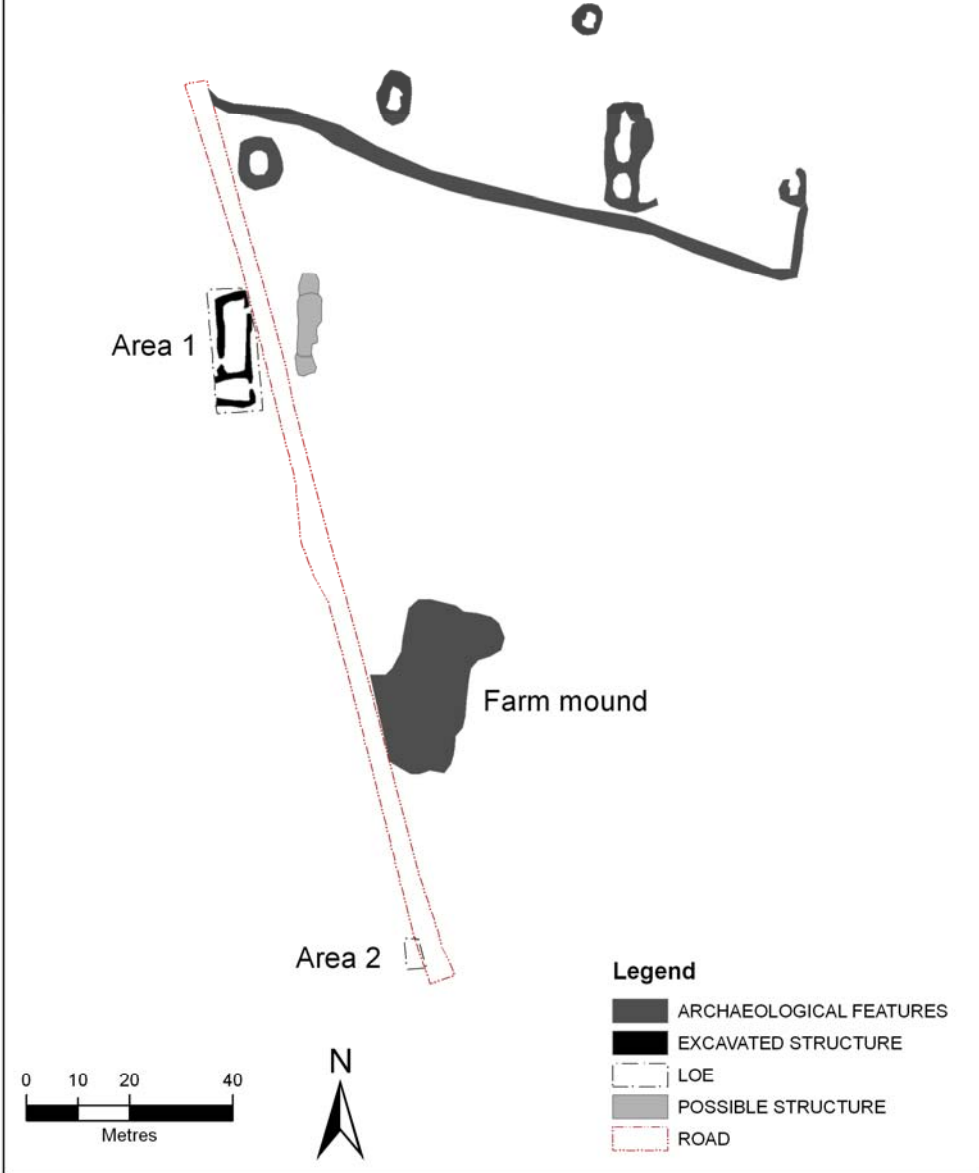 Area 1
Farm mound
Area 2
Legend
ARCHAEOLOGICAL FEATURES
EXCAVATED STRUCTURE
LOE
POSSIBLE STRUCTURE
ROAD
N
0 10 20 40
Metres